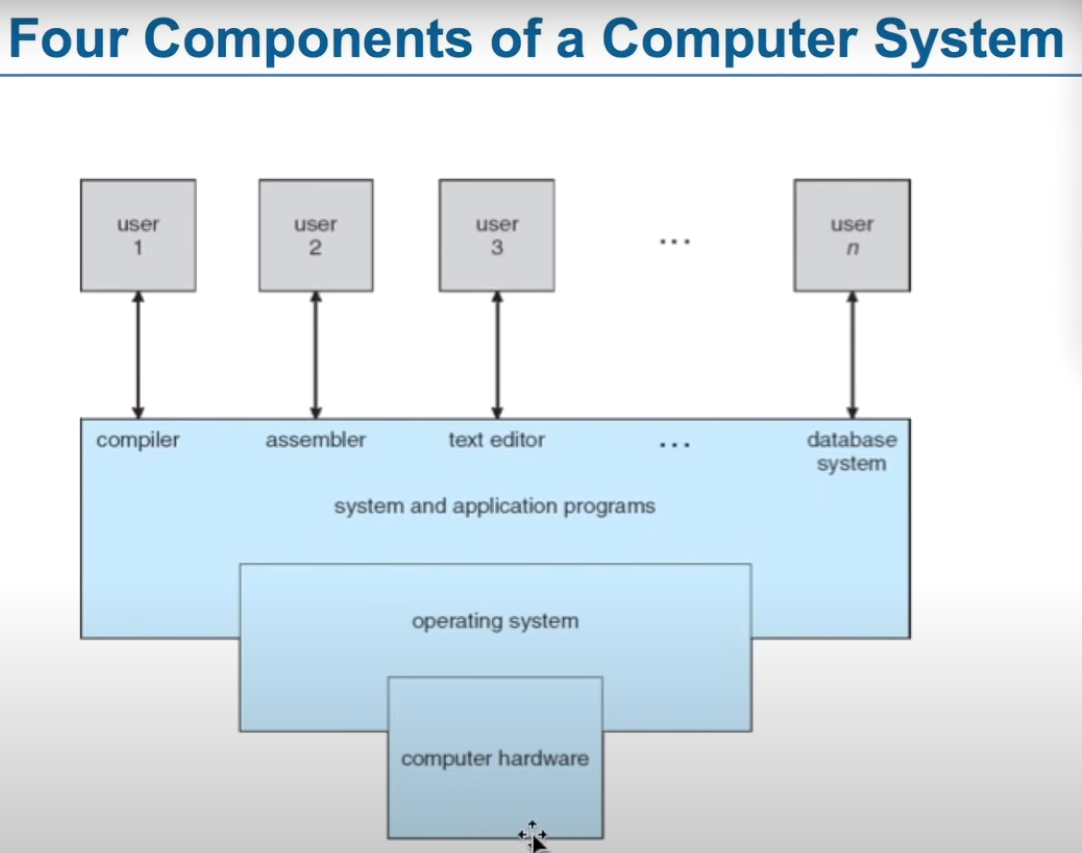 Four Components of a Computer System
user
1
user
2
user
3
...
user
n
compiler
assembler
text editor
...
database
system
system and application programs
operating system
computer hardware